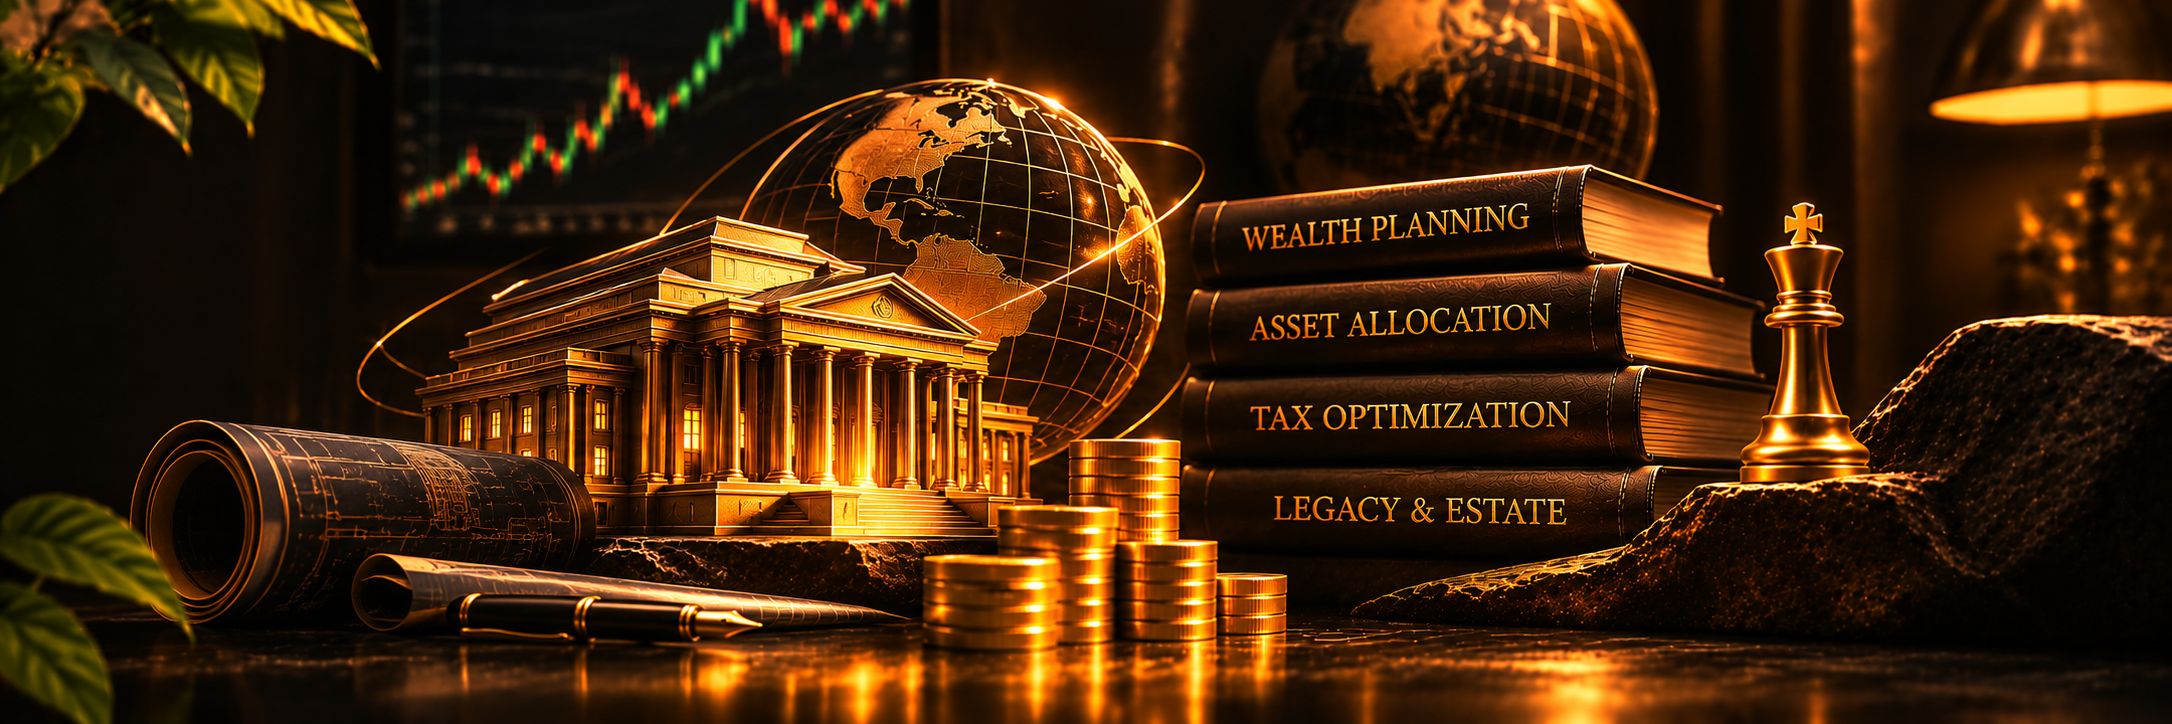 WEALTH PLANNING
ASSET ALLOCATION
TAX OPTIMIZATION
LEGACY & ESTATE